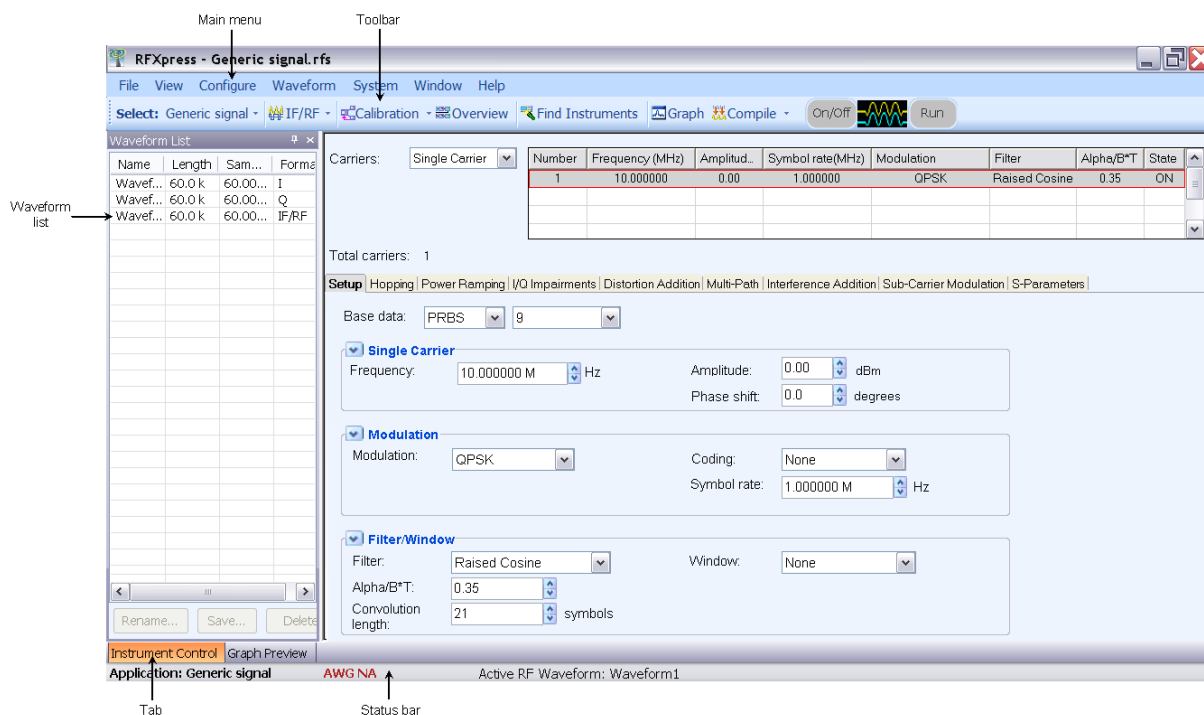 Main menu Toolbar
RFXpress - Generic signal.rfs
File View Configure Waveform System Window Help
Select: Generic signal IF/RF Calibration Overview Find Instruments Graph Compile On/Off Run
Waveform List
Name Length Sam... Forma
Wavef... 60.0 k 60.00... I
Wavef... 60.0 k 60.00... Q
Wavef... 60.0 k 60.00... IF/RF
Waveform
list
Rename... Save... Delete
Carriers: Single Carrier
Number Frequency (MHz) Amplitud... Symbol rate(MHz) Modulation Filter Alpha/B*T State
1 10.000000 0.00 1.000000 QPSK Raised Cosine 0.35 ON
Total carriers: 1
Setup Hopping Power Ramping I/Q Impairments Distortion Addition Multi-Path Interference Addition Sub-Carrier Modulation S-Parameters
Base data: PRBS 9
Single Carrier
Frequency: 10.000000 M Hz Amplitude: 0.00 dBm
Phase shift: 0.0 degrees
Modulation
Modulation: QPSK Coding: None
Symbol rate: 1.000000 M Hz
Filter/Window
Filter: Raised Cosine Window: None
Alpha/B*T: 0.35
Convolution
length: 21 symbols
Instrument Control Graph Preview
Application: Generic signal AWG NA Active RF Waveform: Waveform1
Tab Status bar